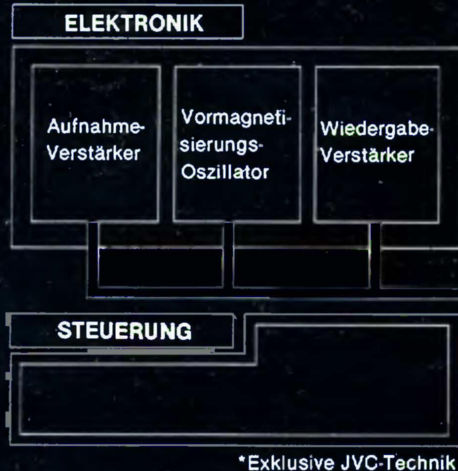 ELEKTRONIK
Aufnahme-
Verstärker
Vormagneti-
sierungs-
Oszillator
Wiedergabe-
Verstärker
STEUERUNG
*Exklusive JVC-Technik